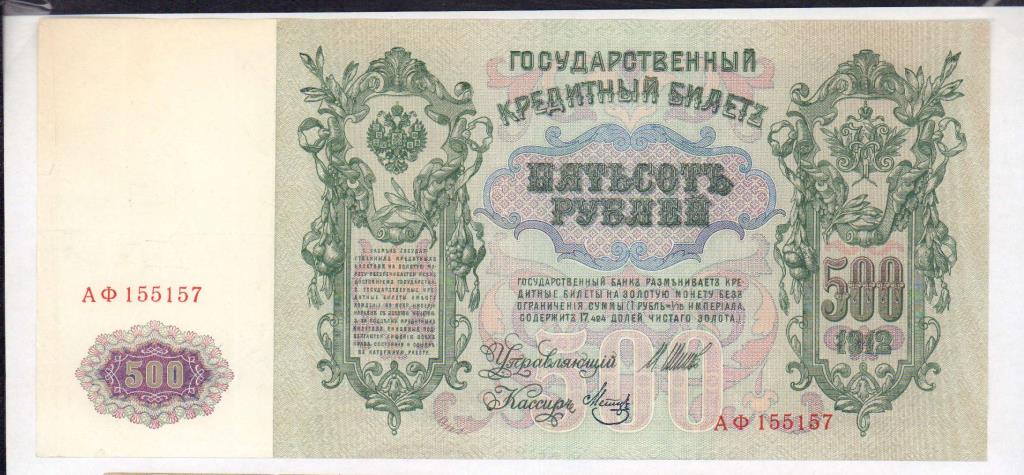 ГОСУДАРСТВЕННЫЙ
КРЕДИТНЫЙ БИЛЕТЪ
ПЯТЬСОТЪ
РУБЛЕЙ
ГОСУДАРСТВЕННЫЙ БАНКЪ РАЗМѢНИВАЕТЪ КРЕ-
ДИТНЫЕ БИЛЕТЫ НА ЗОЛОТУЮ МОНЕТУ БЕЗЪ
ОГРАНИЧЕНІЯ СУММЫ (1 РУБЛЬ=1/15 ИМПЕРІАЛА,
СОДЕРЖИТЪ 17,424 ДОЛЕЙ ЧИСТАГО ЗОЛОТА.)
500
1912
АФ 155157
500
Управляющій
Кассиръ
500
АФ 155157